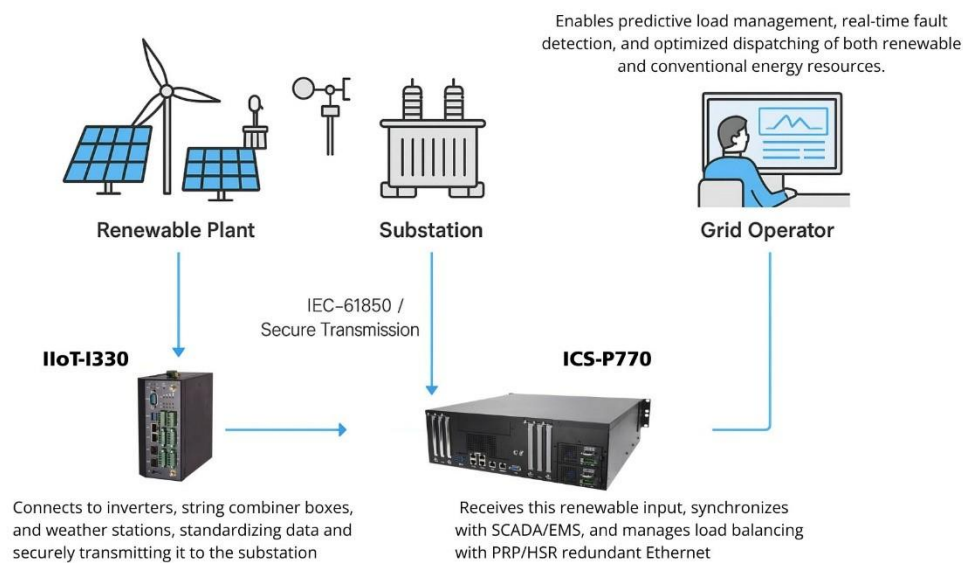 Enables predictive load management, real-time fault
detection, and optimized dispatching of both renewable
and conventional energy resources.
Renewable Plant
Substation
Grid Operator
IEC-61850 /
Secure Transmission
IIoT-I330
ICS-P770
Connects to inverters, string combiner boxes,
and weather stations, standardizing data and
securely transmitting it to the substation
Receives this renewable input, synchronizes
with SCADA/EMS, and manages load balancing
with PRP/HSR redundant Ethernet